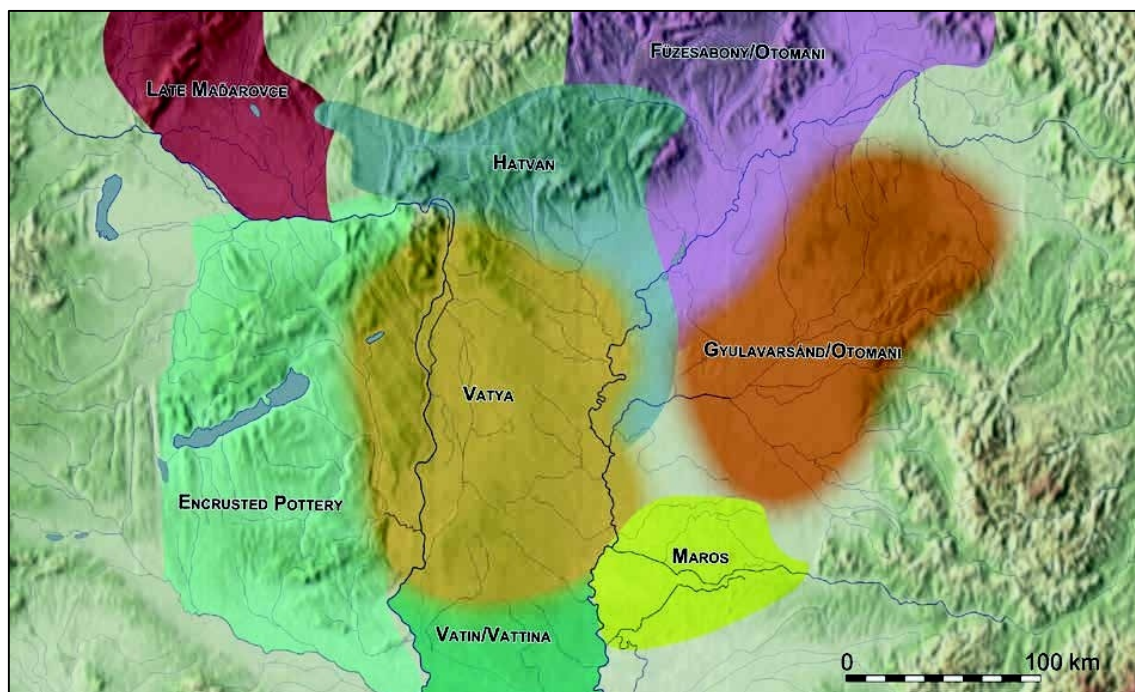 FÜZESABONY/OTOMANI
LATE MAĎAROVCE
HATVAN
GYULAVARSÁND/OTOMANI
VATYA
ENCRUSTED POTTERY
MAROS
VATIN/VATTINA
0 100 km